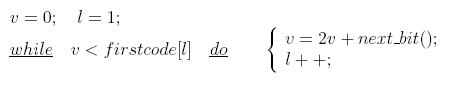 v = 0; l = 1;
while v < firstcode[l] do { v = 2v + next_bit();
l + +;